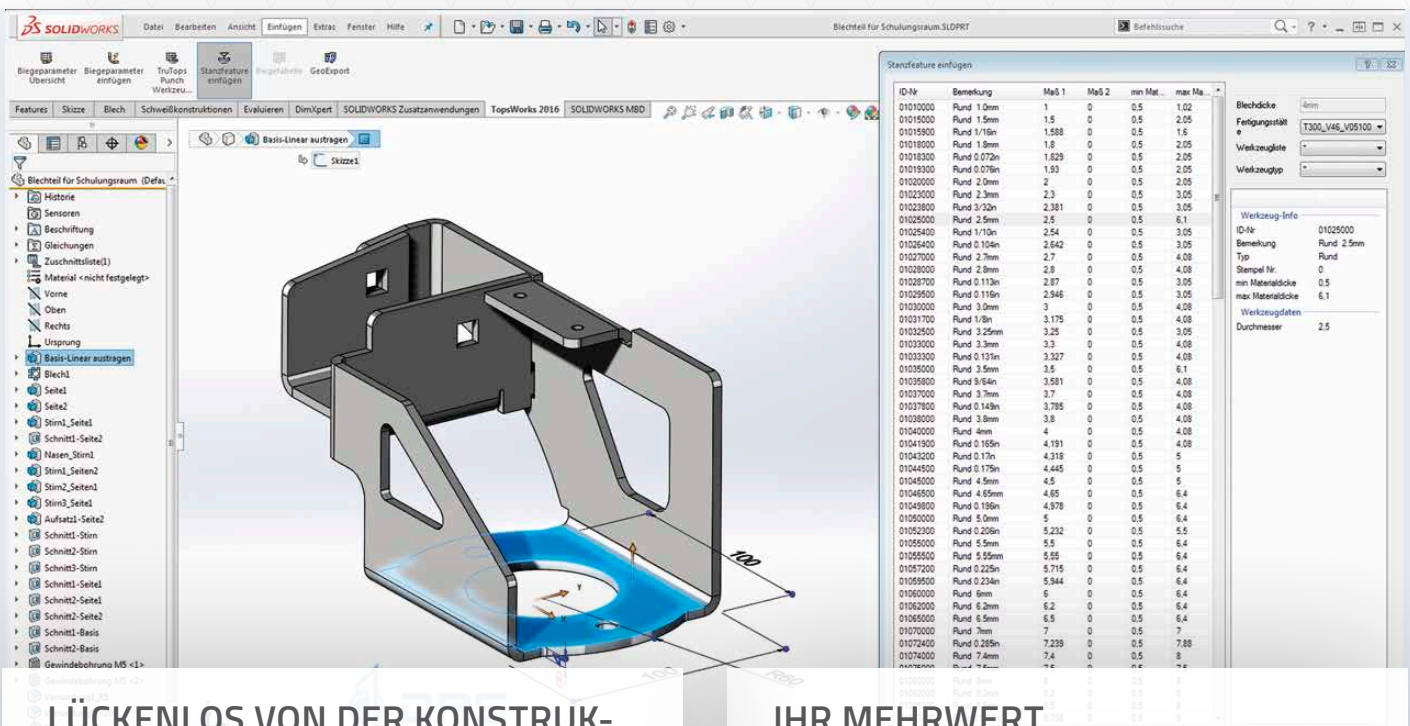 SOLIDWORKS Datei Bearbeiten Ansicht Einfügen Extras Fenster Hilfe Blechteil für Schulungsraum.SLDPRT Befehlssuche
Biegeparameter Übersicht
Biegeparameter einfügen
TruTops Punch Werkzeu...
Stanzfeature einfügen
GeoExport
Features Skizze Blech Schweißkonstruktionen Evaluieren DimXpert SOLIDWORKS Zusatzanwendungen TopsWorks 2016 SOLIDWORKS MBD
Basis-Linear austragen
Skizze1
Blechteil für Schulungsraum (Defau
Historie
Sensoren
Beschriftung
Gleichungen
Zuschnittsliste(1)
Material <nicht festgelegt>
Vorne
Oben
Rechts
Ursprung
Basis-Linear austragen
Blech1
Seite1
Seite2
Stirn1_Seite1
Schnitt1-Seite2
Nasen_Stirn1
Stirn1_Seiten2
Stirn2_Seiten1
Stirn3_Seite1
Aufsatz1-Seite2
Schnitt1-Stirn
Schnitt2-Stirn
Schnitt3-Stirn
Schnitt1-Seite1
Schnitt2-Seite1
Schnitt2-Seite2
Schnitt1-Basis
Schnitt2-Basis
Gewindebohrung M5 <1>
100
100
R60
Y
X
Stanzfeature einfügen
ID-Nr Bemerkung Maß 1 Maß 2 min Mat... max Ma...
01010000 Rund 1.0mm 1 0 0,5 1,02
01015000 Rund 1.5mm 1,5 0 0,5 2,05
01015900 Rund 1/16in 1,588 0 0,5 1,6
01018000 Rund 1.8mm 1,8 0 0,5 2,05
01018300 Rund 0.072in 1,829 0 0,5 2,05
01019300 Rund 0.076in 1,93 0 0,5 2,05
01020000 Rund 2.0mm 2 0 0,5 2,05
01023000 Rund 2.3mm 2,3 0 0,5 3,05
01023800 Rund 3/32in 2,381 0 0,5 3,05
01025000 Rund 2.5mm 2,5 0 0,5 6,1
01025400 Rund 1/10in 2,54 0 0,5 3,05
01026400 Rund 0.104in 2,642 0 0,5 3,05
01027000 Rund 2.7mm 2,7 0 0,5 4,08
01028000 Rund 2.8mm 2,8 0 0,5 4,08
01028700 Rund 0.113in 2,87 0 0,5 3,05
01029500 Rund 0.116in 2,946 0 0,5 3,05
01030000 Rund 3.0mm 3 0 0,5 4,08
01031700 Rund 1/8in 3,175 0 0,5 4,08
01032500 Rund 3.25mm 3,25 0 0,5 3,05
01033000 Rund 3.3mm 3,3 0 0,5 4,08
01033300 Rund 0.131in 3,327 0 0,5 4,08
01035000 Rund 3.5mm 3,5 0 0,5 6,1
01035800 Rund 9/64in 3,581 0 0,5 4,08
01037000 Rund 3.7mm 3,7 0 0,5 4,08
01037800 Rund 0.149in 3,785 0 0,5 4,08
01038000 Rund 3.8mm 3,8 0 0,5 4,08
01040000 Rund 4mm 4 0 0,5 4,08
01041900 Rund 0.165in 4,191 0 0,5 4,08
01043200 Rund 0.17in 4,318 0 0,5 5
01044500 Rund 0.175in 4,445 0 0,5 5
01045000 Rund 4.5mm 4,5 0 0,5 5
01046500 Rund 4.65mm 4,65 0 0,5 6,4
01049800 Rund 0.196in 4,978 0 0,5 6,4
01050000 Rund 5.0mm 5 0 0,5 6,4
01052300 Rund 0.206in 5,232 0 0,5 5,5
01055000 Rund 5.5mm 5,5 0 0,5 6,4
01055500 Rund 5.55mm 5,55 0 0,5 6,4
01057200 Rund 0.225in 5,715 0 0,5 6,4
01059500 Rund 0.234in 5,944 0 0,5 6,4
01060000 Rund 6mm 6 0 0,5 6,4
01062000 Rund 6.2mm 6,2 0 0,5 6,4
01065000 Rund 6.5mm 6,5 0 0,5 6,4
01070000 Rund 7mm 7 0 0,5 7
01072400 Rund 0.285in 7,239 0 0,5 7,88
01074000 Rund 7.4mm 7,4 0 0,5 8
Blechdicke 4mm
Fertigungsstätte T300_V46_V05100
Werkzeugliste *
Werkzeugtyp *
Werkzeug-Info
ID-Nr 01025000
Bemerkung Rund 2.5mm
Typ Rund
Stempel Nr. 0
min Materialdicke 0,5
max Materialdicke 6,1
Werkzeugdaten
Durchmesser 2,5
LÜCKENLOS VON DER KONSTRUK-
IHR MEHRWERT